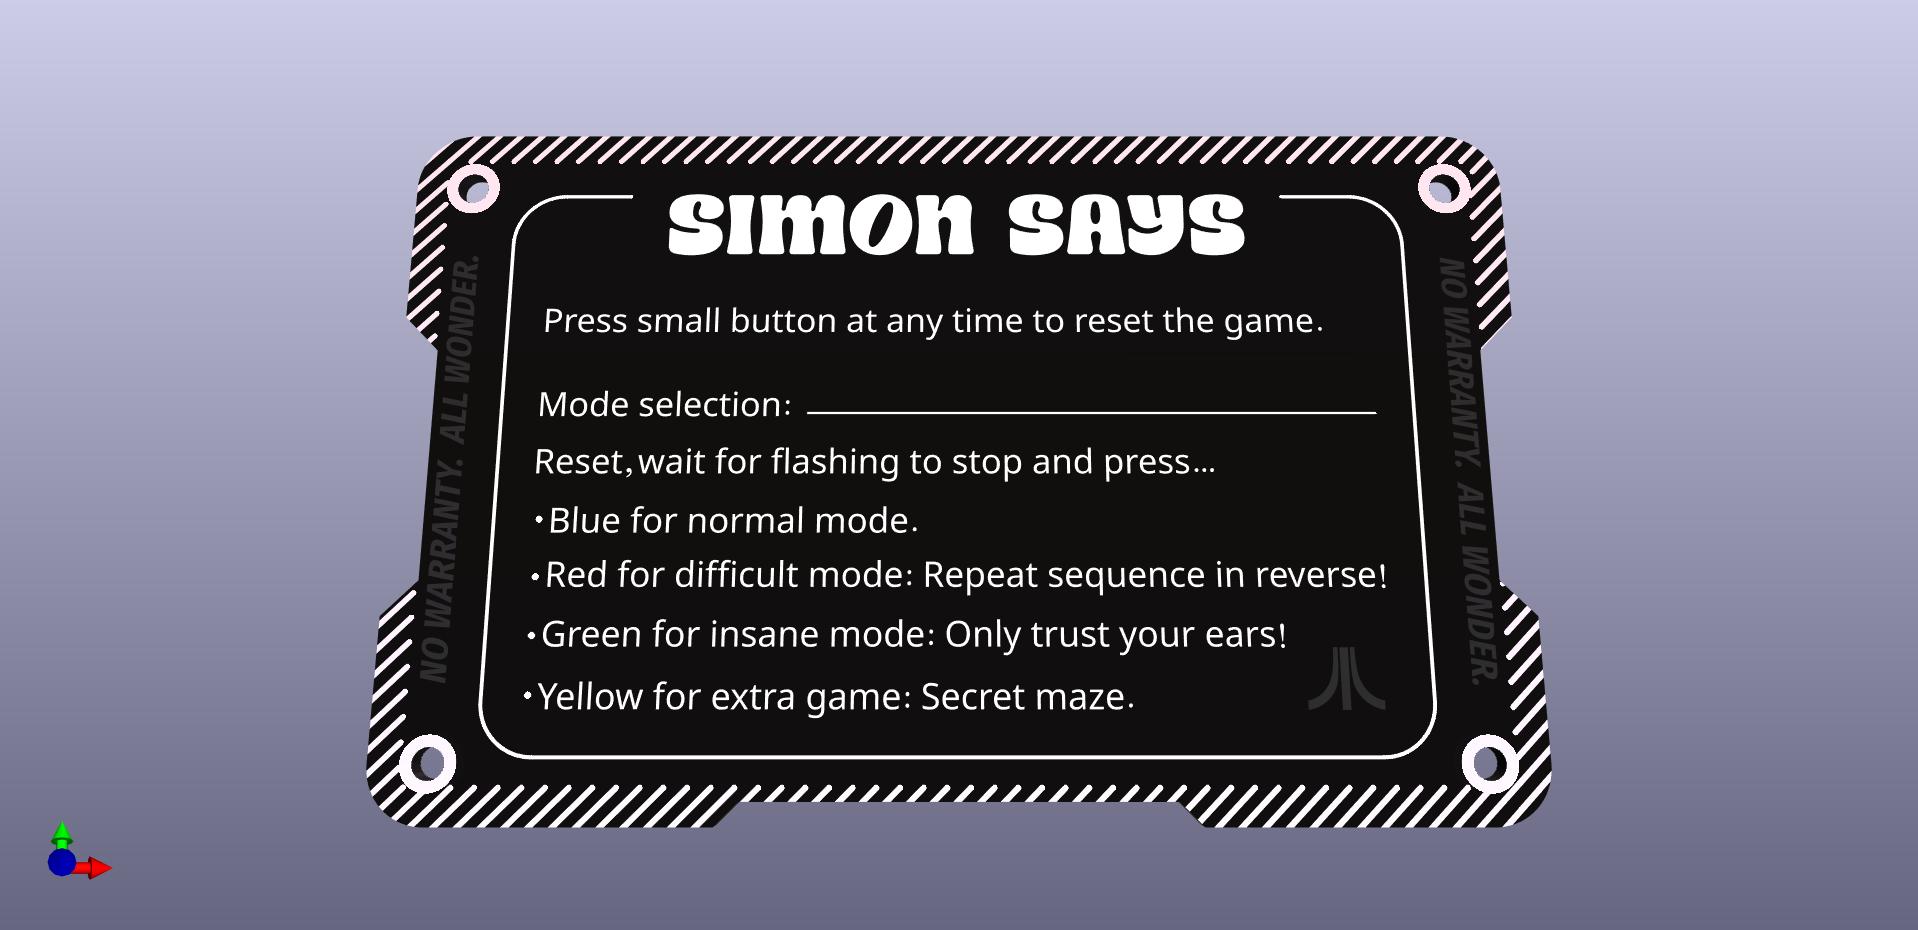 SIMON SAYS
Press small button at any time to reset the game.
Mode selection:
Reset, wait for flashing to stop and press...
•Blue for normal mode.
•Red for difficult mode: Repeat sequence in reverse!
•Green for insane mode: Only trust your ears!
•Yellow for extra game: Secret maze.
NO WARRANTY. ALL WONDER.
NO WARRANTY. ALL WONDER.